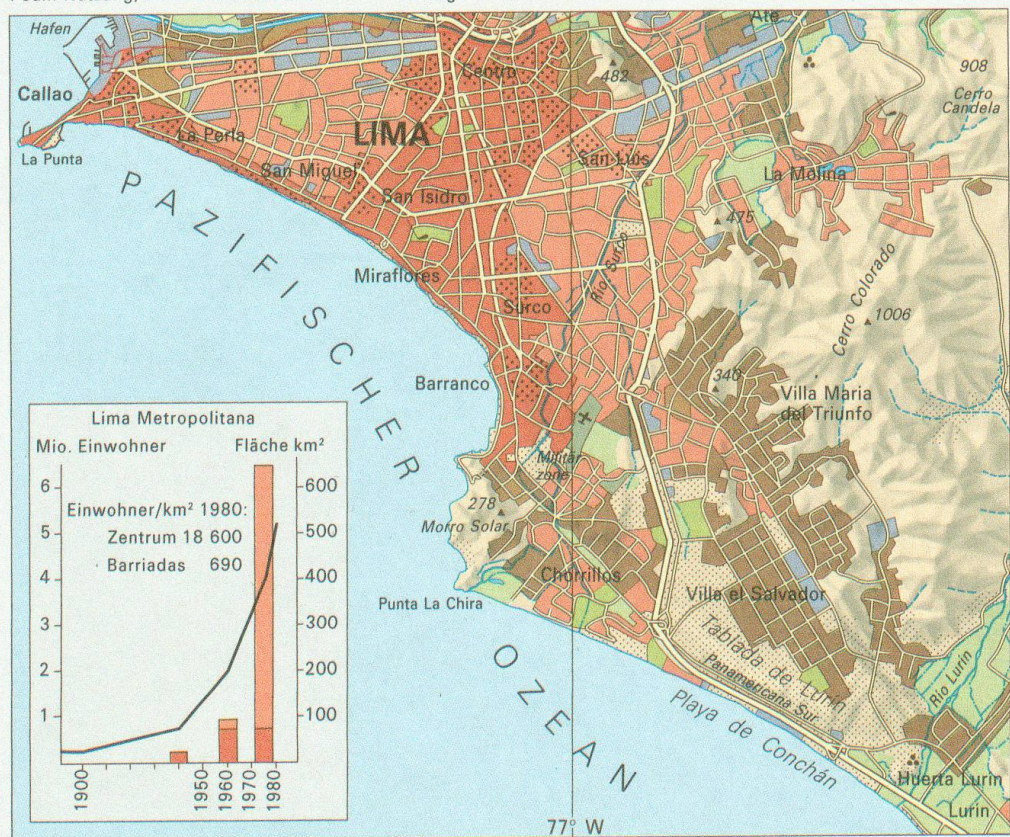 Hafen
Callao
La Punta
La Perla
LIMA
Centro
482
Ate
908
Cerro
Candela
San Miguel
San Isidro
San Luis
La Molina
475
Rio Surco
Miraflores
Surco
Cerro Colorado
1006
Barranco
340
Villa Maria
del Triunfo
PAZIFISCHER OZEAN
Militär-
zone
278
Morro Solar
Chorrillos
Punta La Chira
Villa el Salvador
Tablada de Lurin
Panamericana Sur
Playa de Conchán
Rio Lurin
Huerta Lurin
Lurin
77° W
Lima Metropolitana
Mio. Einwohner Fläche km²
6 600
Einwohner/km² 1980:
5 500
Zentrum 18 600
Barriadas 690
4 400
3 300
2 200
1 100
1900 1950 1960 1970 1980